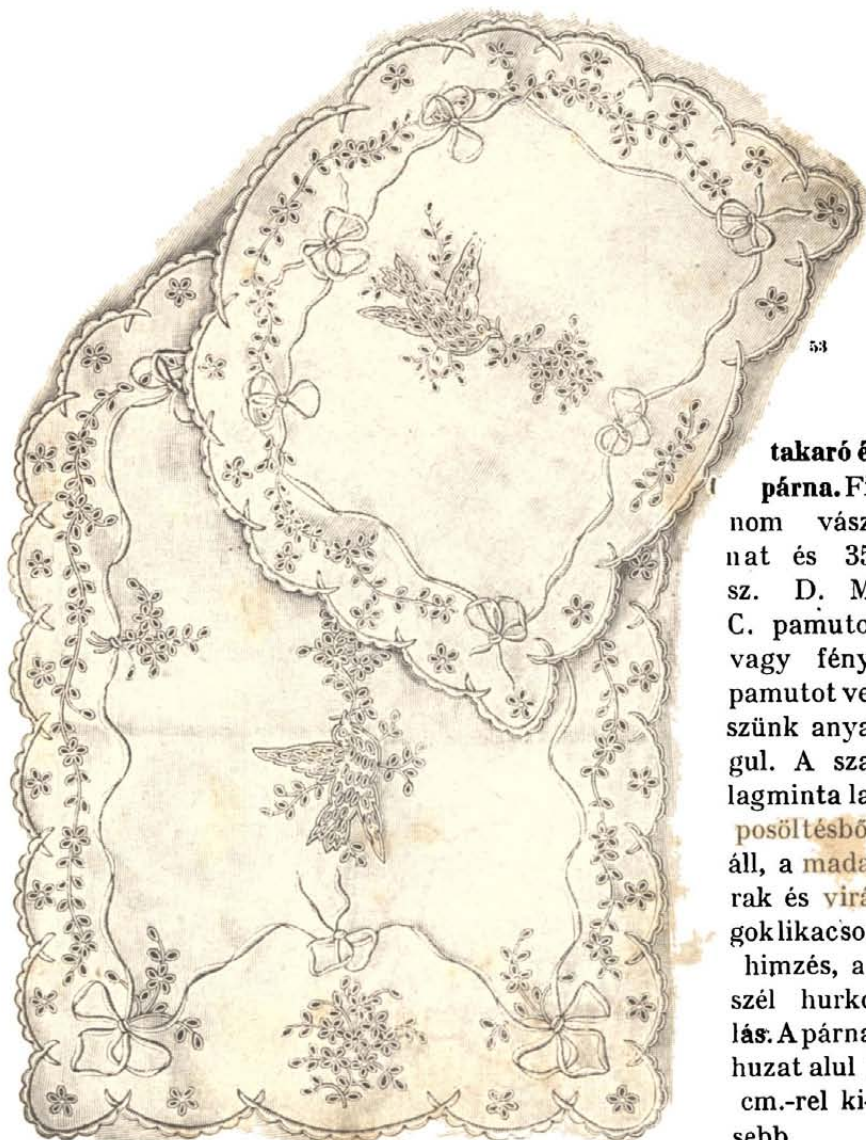 53
takaró é
párna. Fi
nom vász
nat és 35
sz. D. M
C. pamuto
vagy fény
pamutot ve
szünk anya
gul. A sza
lagminta la
posöltésbő
áll, a mada
rak és virá
goklikacso
himzés, a
szél hurko
lás. A párna
huzat alul
cm.-rel ki-
sebb